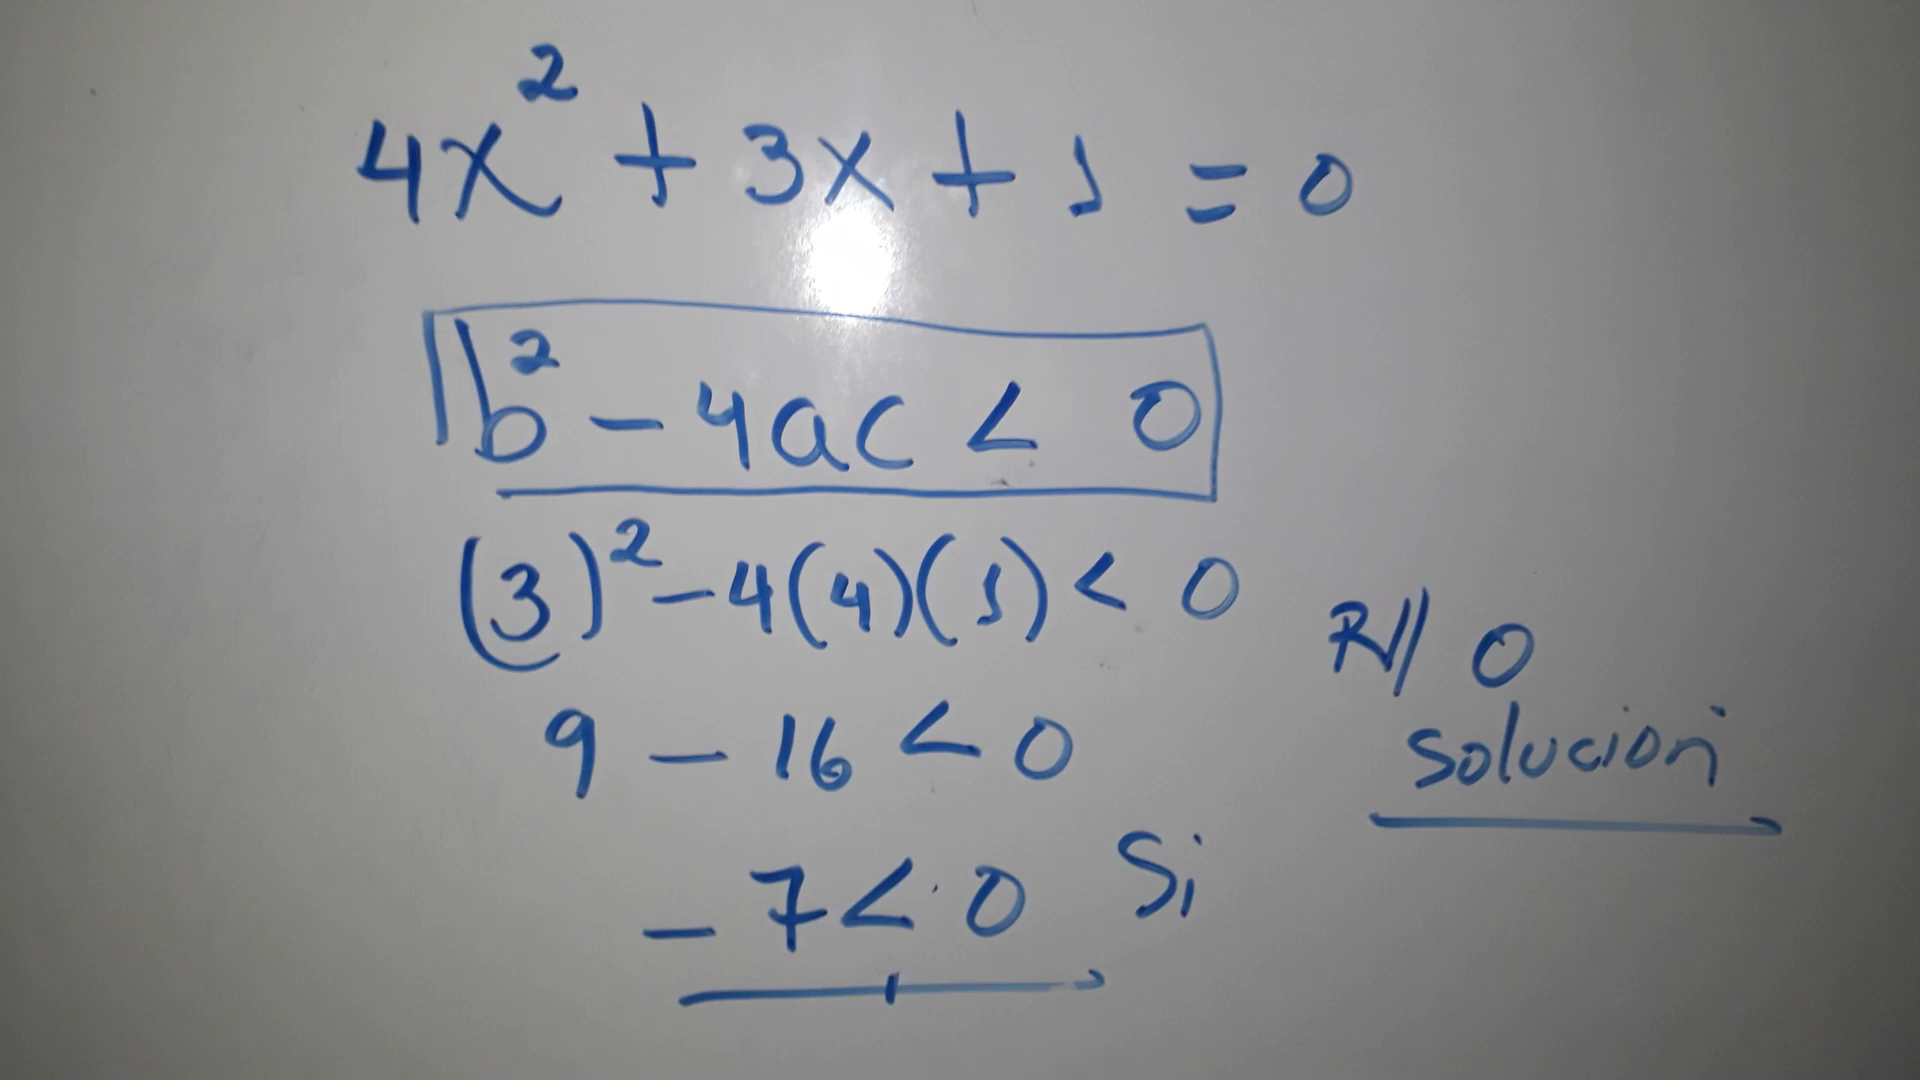 4x² + 3x + 1 = 0
b² - 4ac < 0
(3)² - 4(4)(1) < 0
R// 0
solución
9 - 16 < 0
- 7 < 0 Si